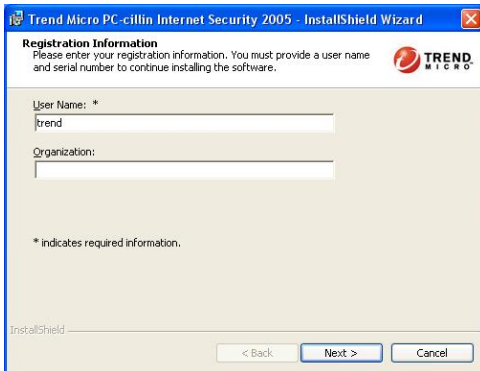 Trend Micro PC-cillin Internet Security 2005 - InstallShield Wizard
Registration Information
Please enter your registration information. You must provide a user name
and serial number to continue installing the software.
TREND
MICRO
User Name: *
trend
Organization:
* indicates required information.
InstallShield
< Back
Next >
Cancel